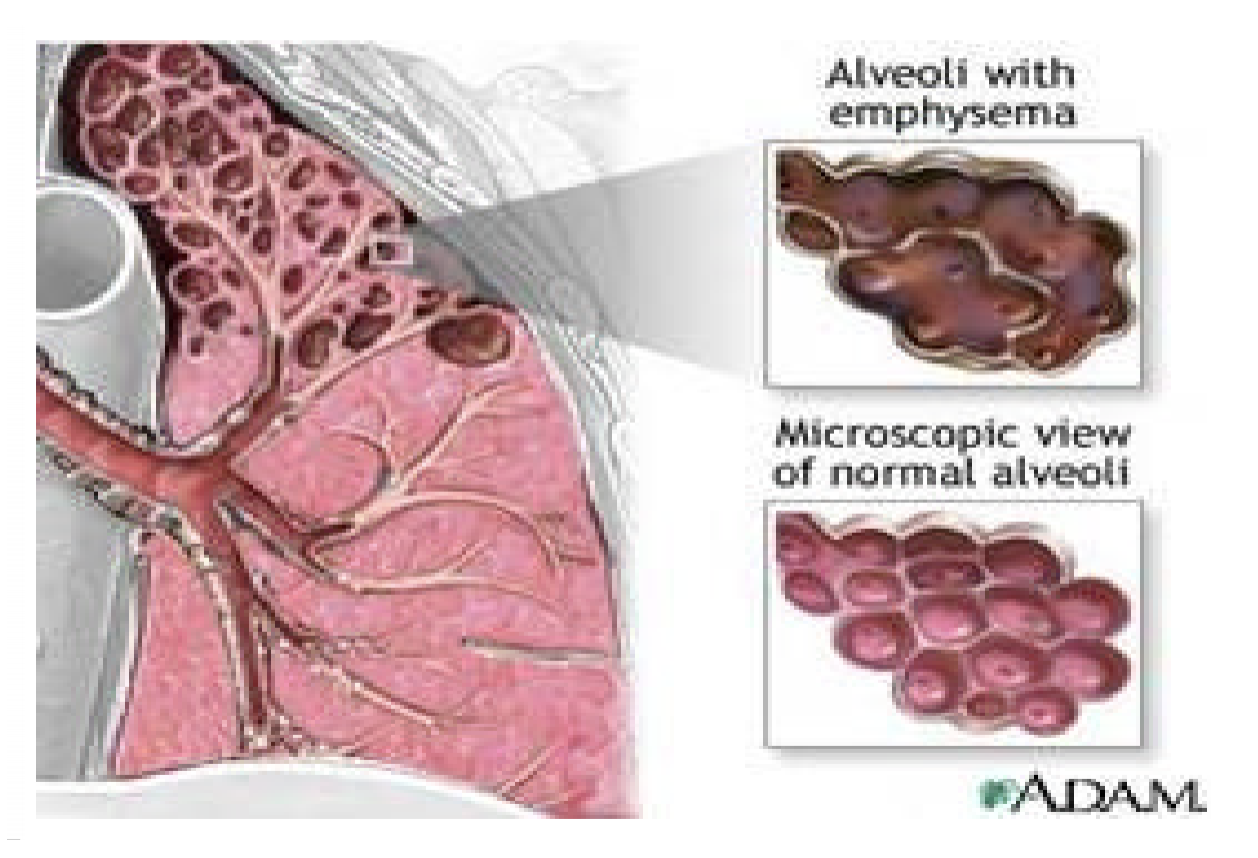 Alveoli with
emphysema
Microscopic view
of normal alveoli
ADAM.